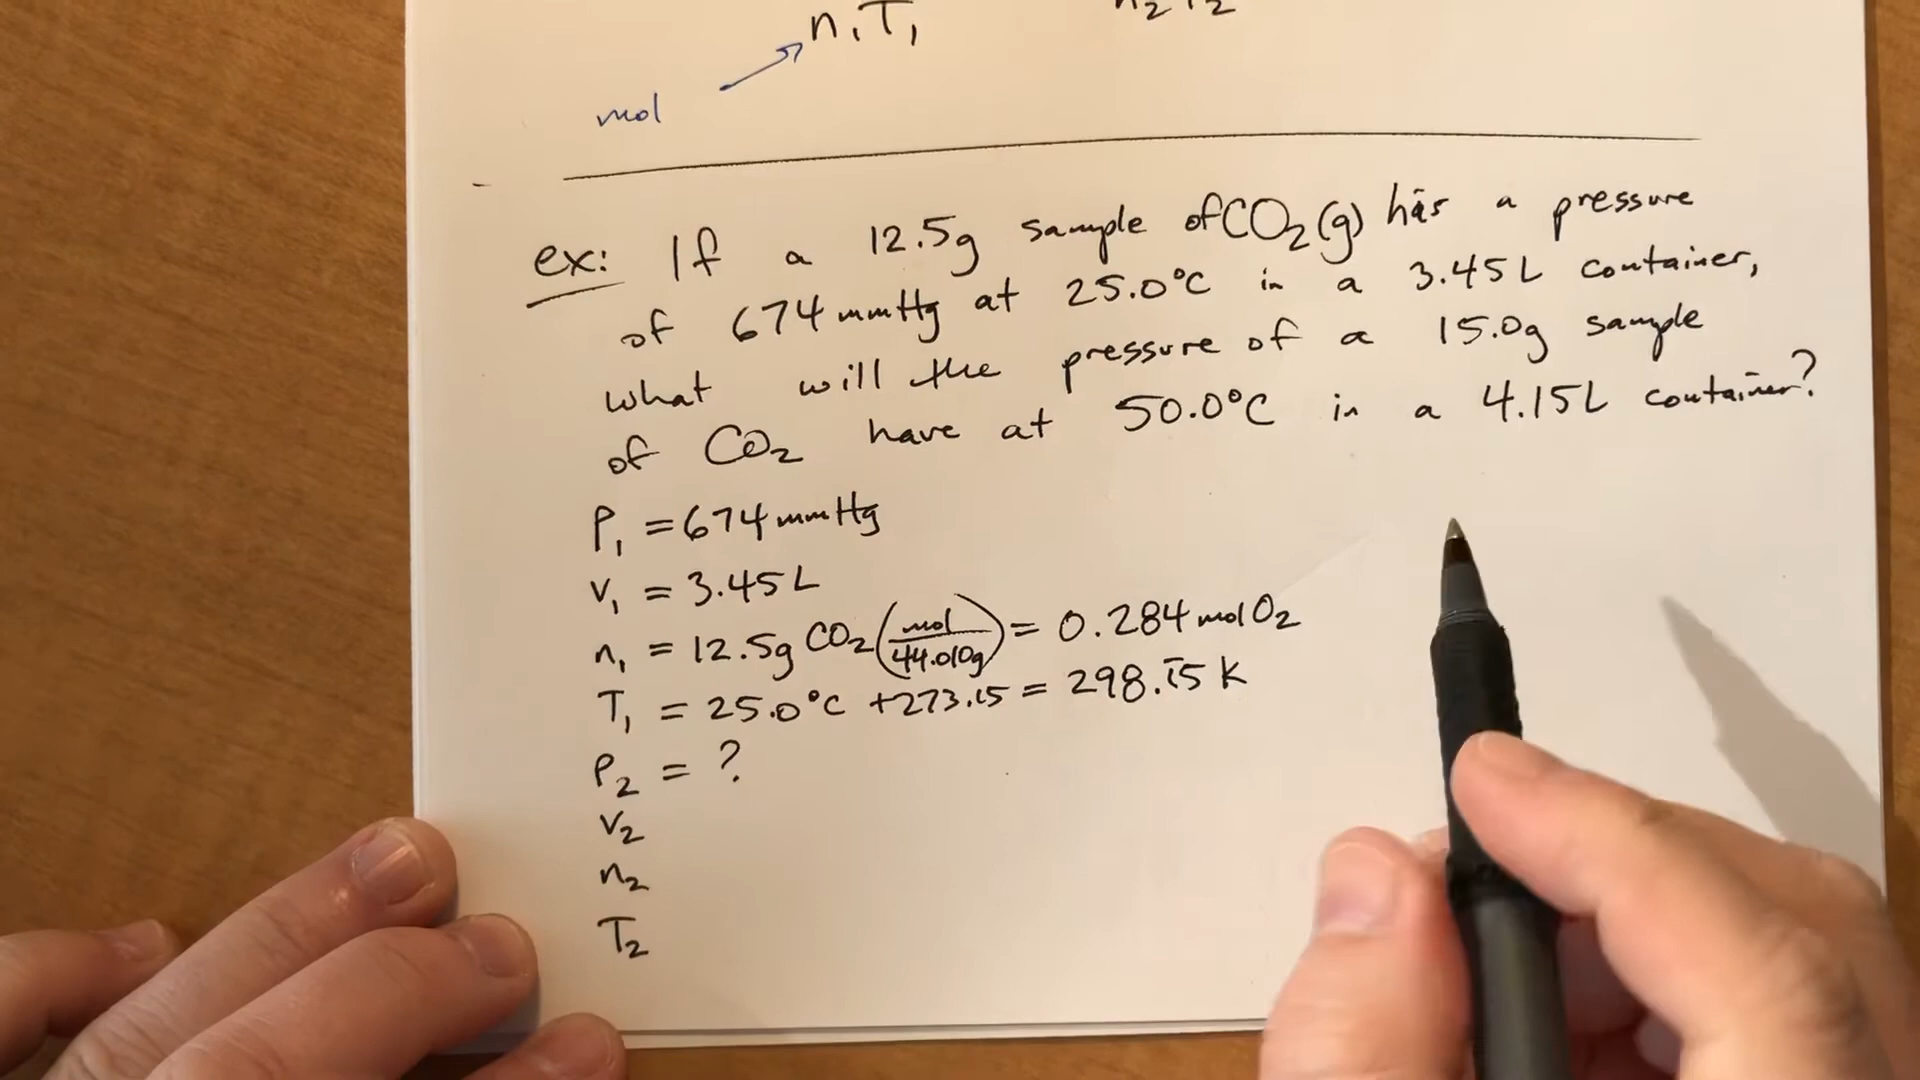 n₁T₁ n₂T₂
mol
ex: If a 12.5g sample of CO₂(g) has a pressure
of 674 mmHg at 25.0°C in a 3.45L container,
what will the pressure of a 15.0g sample
of CO₂ have at 50.0°C in a 4.15L container?
P₁ = 674 mmHg
V₁ = 3.45 L
n₁ = 12.5g CO₂ (mol/44.010g) = 0.284 mol O₂
T₁ = 25.0°C + 273.15 = 298.15 K
P₂ = ?
V₂
n₂
T₂